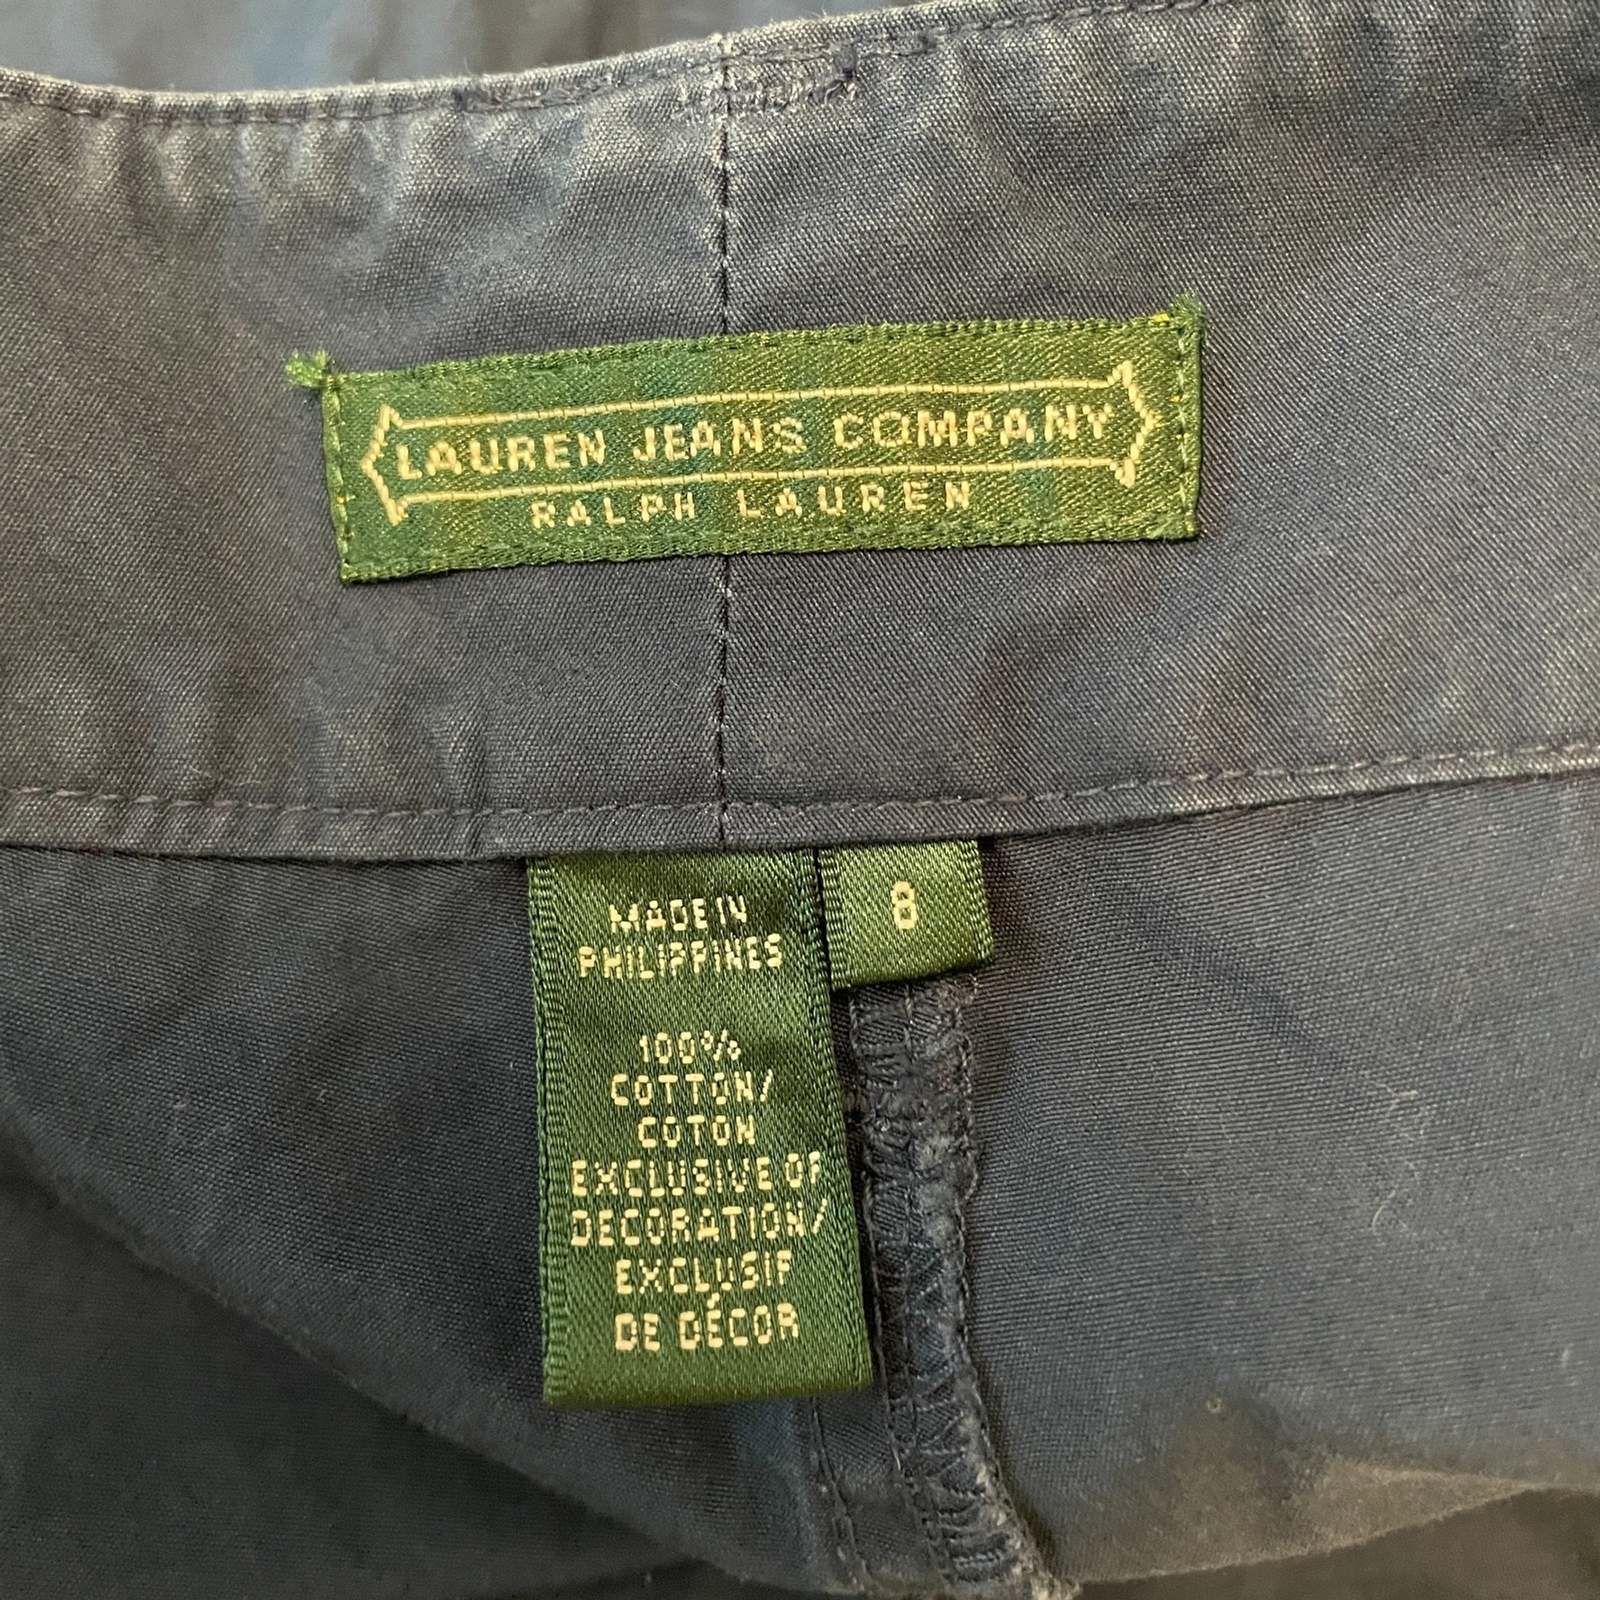 LAUREN JEANS COMPANY
RALPH LAUREN
MADE IN
PHILIPPINES
8
100%
COTTON/
COTON
EXCLUSIVE OF
DECORATION/
EXCLUSIF
DE DÉCOR